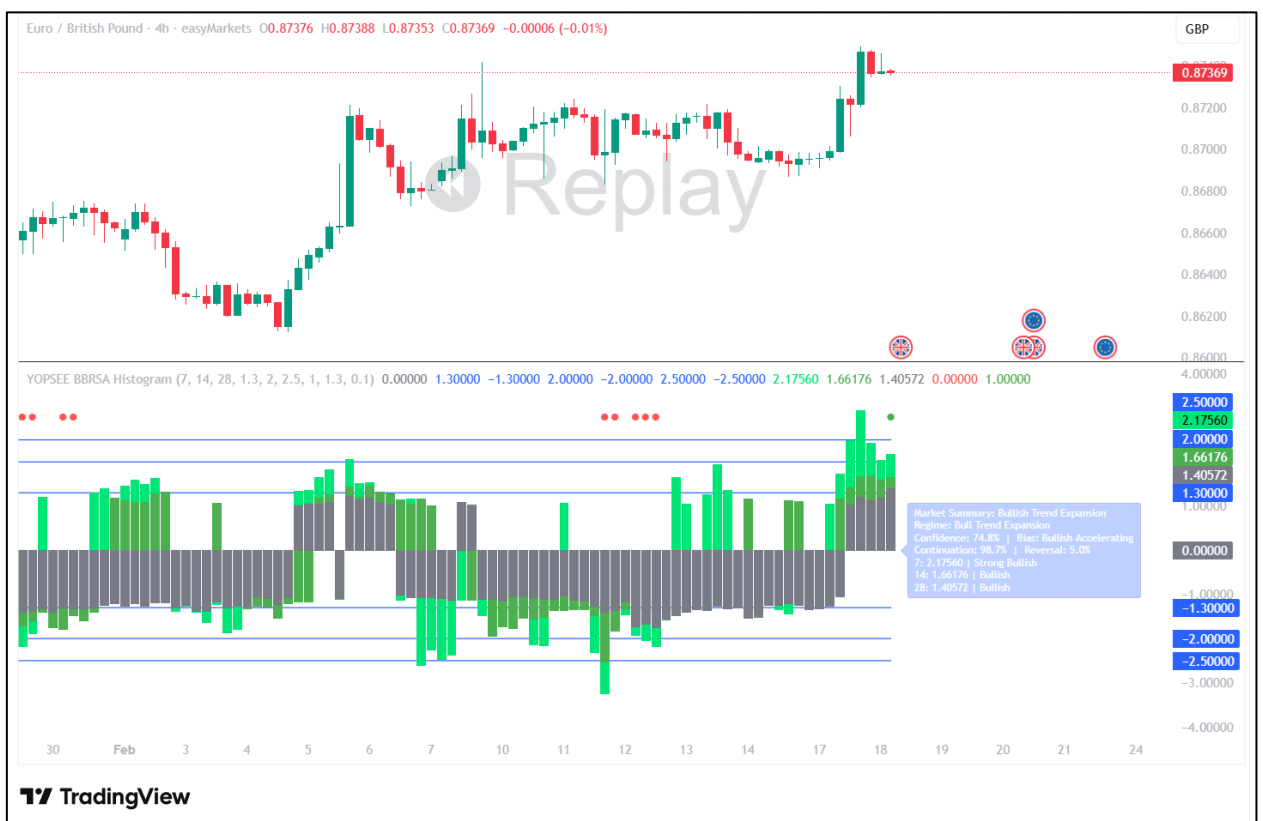 Euro / British Pound · 4h · easyMarkets O0.87376 H0.87388 L0.87353 C0.87369 −0.00006 (−0.01%)
GBP
0.87400
0.87369
0.87200
0.87000
Replay
0.86800
0.86600
0.86400
0.86200
0.86000
YOPSEE BBRSA Histogram (7, 14, 28, 1.3, 2, 2.5, 1, 1.3, 0.1) 0.00000 1.30000 −1.30000 2.00000 −2.00000 2.50000 −2.50000 2.17560 1.66176 1.40572 0.00000 1.00000
4.00000
2.50000
2.17560
2.00000
1.66176
1.40572
1.30000
1.00000
Market Summary: Bullish Trend Expansion
Regime: Bull Trend Expansion
Confidence: 74.8% | Bias: Bullish Accelerating
Continuation: 98.7% | Reversal: 5.0%
7: 2.17560 | Strong Bullish
14: 1.66176 | Bullish
28: 1.40572 | Bullish
0.00000
−1.00000
−1.30000
−2.00000
−2.50000
−3.00000
−4.00000
30 Feb 3 4 5 6 7 10 11 12 13 14 17 18 19 20 21 24
TradingView